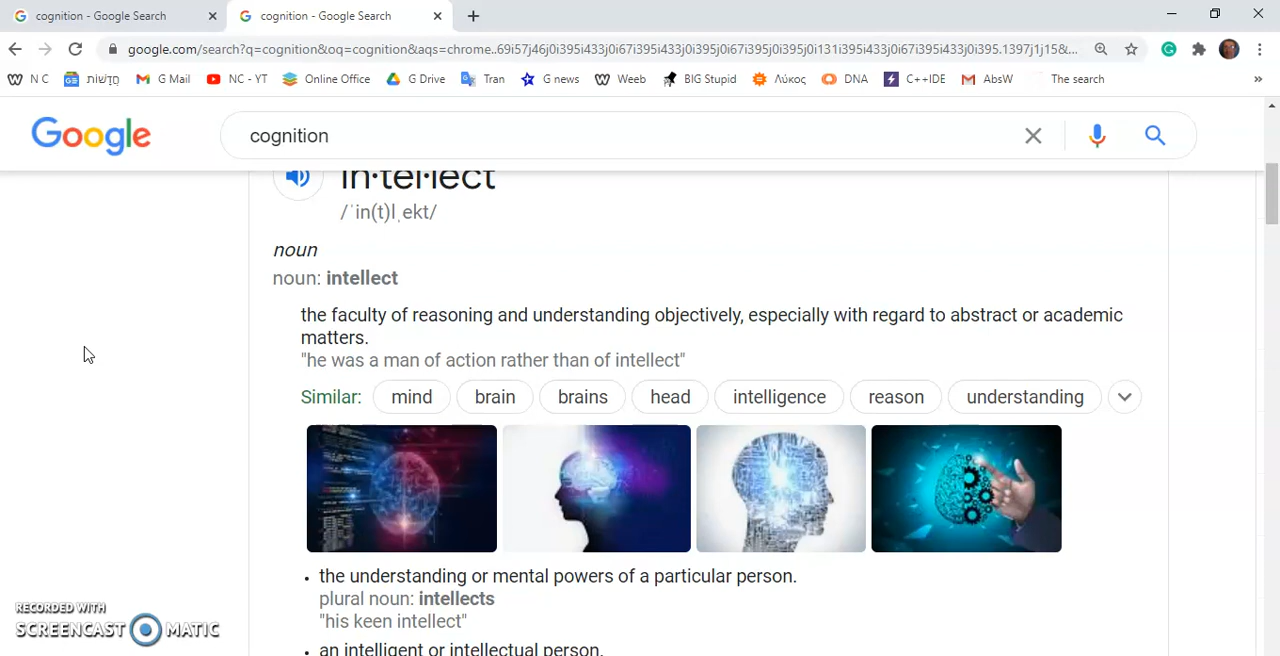 cognition - Google Search
cognition - Google Search
google.com/search?q=cognition&oq=cognition&aqs=chrome..69i57j46j0i395i433j0i67i395i433j0i395j0i67i395j0i395j0i131i395i433j0i67i395i433j0i395.1397j1j15&...
N C חֲדָשׁוֹת G Mail NC - YT Online Office G Drive Tran G news Weeb BIG Stupid Λύκος DNA C++IDE AbsW The search »
Google cognition
in·tel·lect
/ˈin(t)lˌekt/
noun
noun: intellect
the faculty of reasoning and understanding objectively, especially with regard to abstract or academic
matters.
"he was a man of action rather than of intellect"
Similar: mind brain brains head intelligence reason understanding
• the understanding or mental powers of a particular person.
plural noun: intellects
"his keen intellect"
• an intelligent or intellectual person.
RECORDED WITH
SCREENCAST MATIC